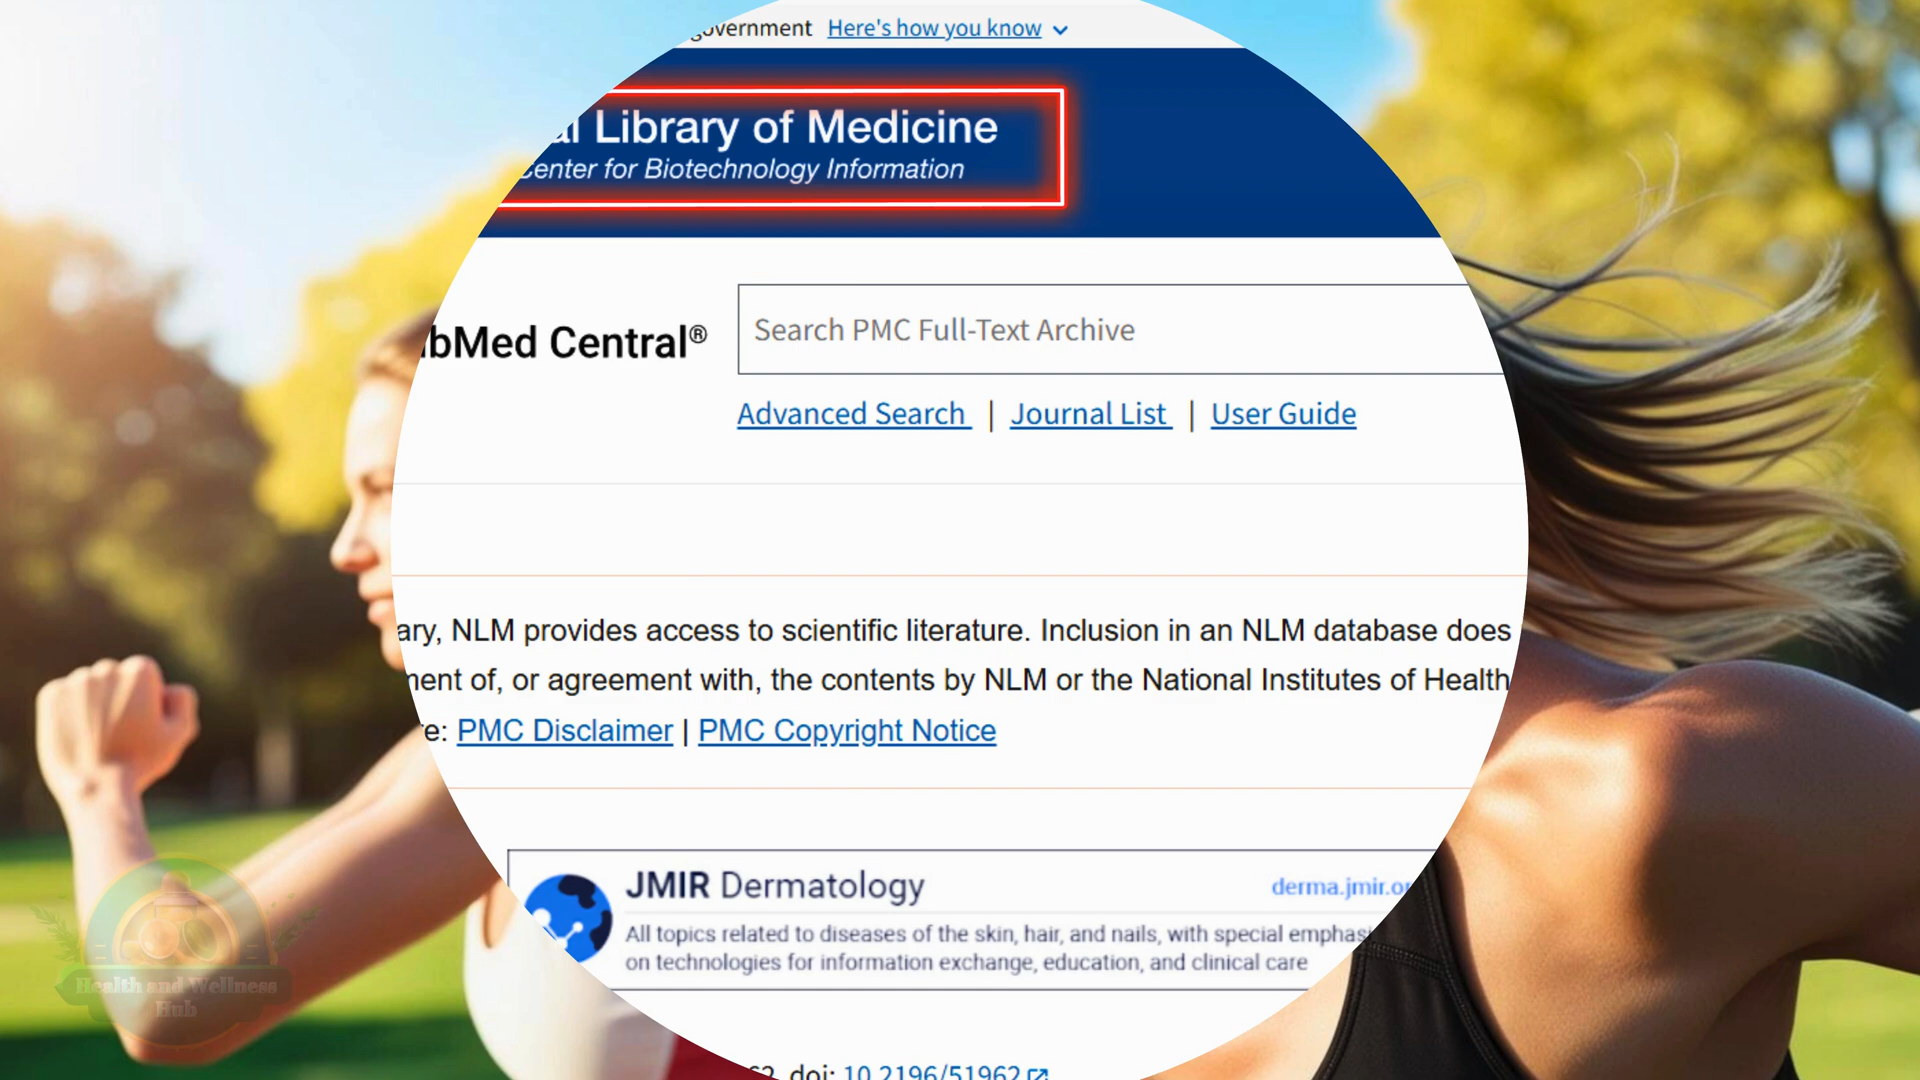 government Here's how you know
Library of Medicine
Center for Biotechnology Information
Central®
Search PMC Full-Text Archive
Advanced Search | Journal List | User Guide
NLM provides access to scientific literature. Inclusion in an NLM database does
of, or agreement with, the contents by NLM or the National Institutes of Health
PMC Disclaimer | PMC Copyright Notice
JMIR Dermatology
derma.jmir.or
All topics related to diseases of the skin, hair, and nails, with special emphasi
on technologies for information exchange, education, and clinical care
Health and Wellness
Hub
doi: 10.2196/51962